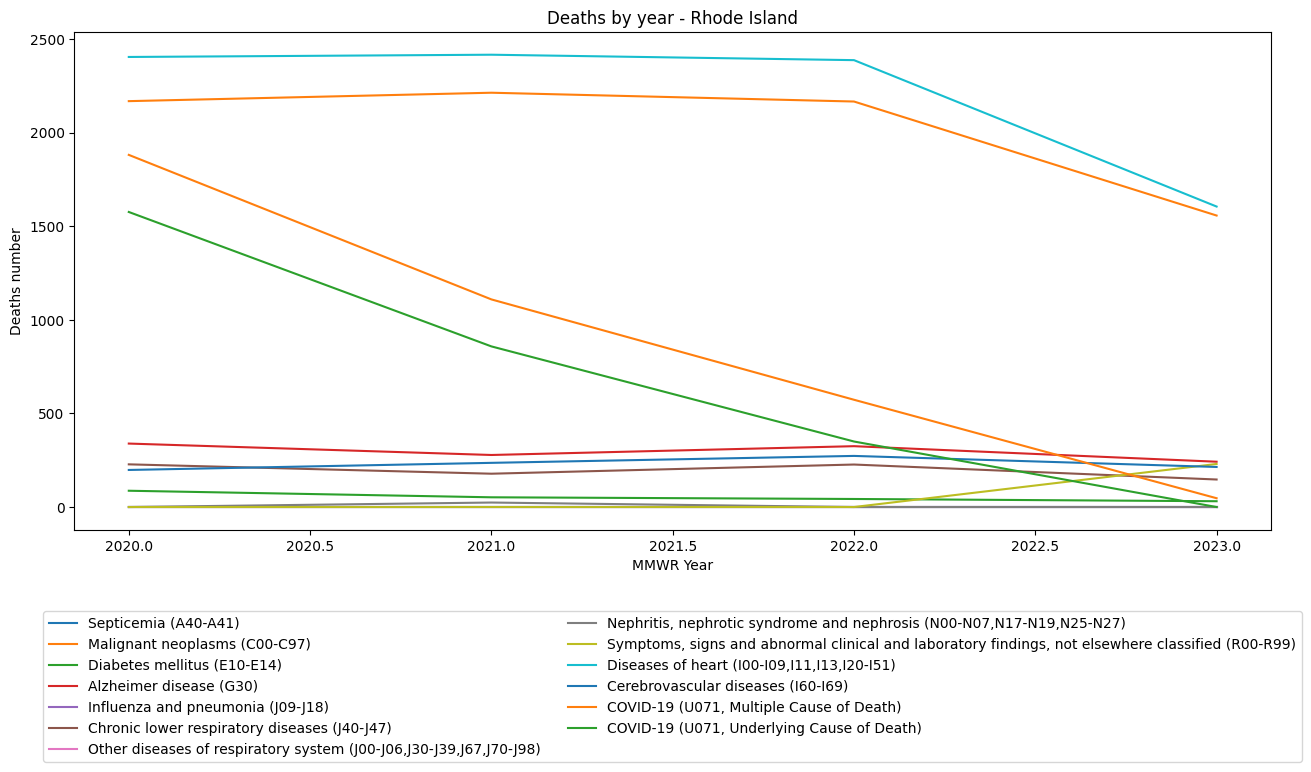 Deaths by year - Rhode Island
2500
2000
1500
1000
500
0
Deaths number
2020.0 2020.5 2021.0 2021.5 2022.0 2022.5 2023.0
MMWR Year
Septicemia (A40-A41)
Malignant neoplasms (C00-C97)
Diabetes mellitus (E10-E14)
Alzheimer disease (G30)
Influenza and pneumonia (J09-J18)
Chronic lower respiratory diseases (J40-J47)
Other diseases of respiratory system (J00-J06,J30-J39,J67,J70-J98)
Nephritis, nephrotic syndrome and nephrosis (N00-N07,N17-N19,N25-N27)
Symptoms, signs and abnormal clinical and laboratory findings, not elsewhere classified (R00-R99)
Diseases of heart (I00-I09,I11,I13,I20-I51)
Cerebrovascular diseases (I60-I69)
COVID-19 (U071, Multiple Cause of Death)
COVID-19 (U071, Underlying Cause of Death)